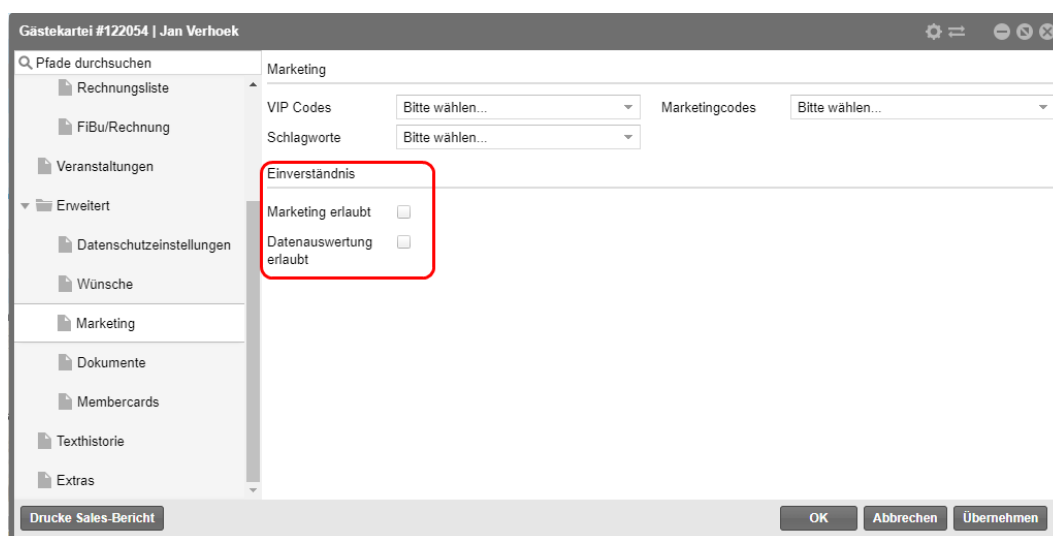 Gästekartei #122054 | Jan Verhoek
Pfade durchsuchen
Rechnungsliste
FiBu/Rechnung
Veranstaltungen
Erweitert
Datenschutzeinstellungen
Wünsche
Marketing
Dokumente
Membercards
Texthistorie
Extras
Marketing
VIP Codes Bitte wählen... Marketingcodes Bitte wählen...
Schlagworte Bitte wählen...
Einverständnis
Marketing erlaubt
Datenauswertung
erlaubt
Drucke Sales-Bericht OK Abbrechen Übernehmen